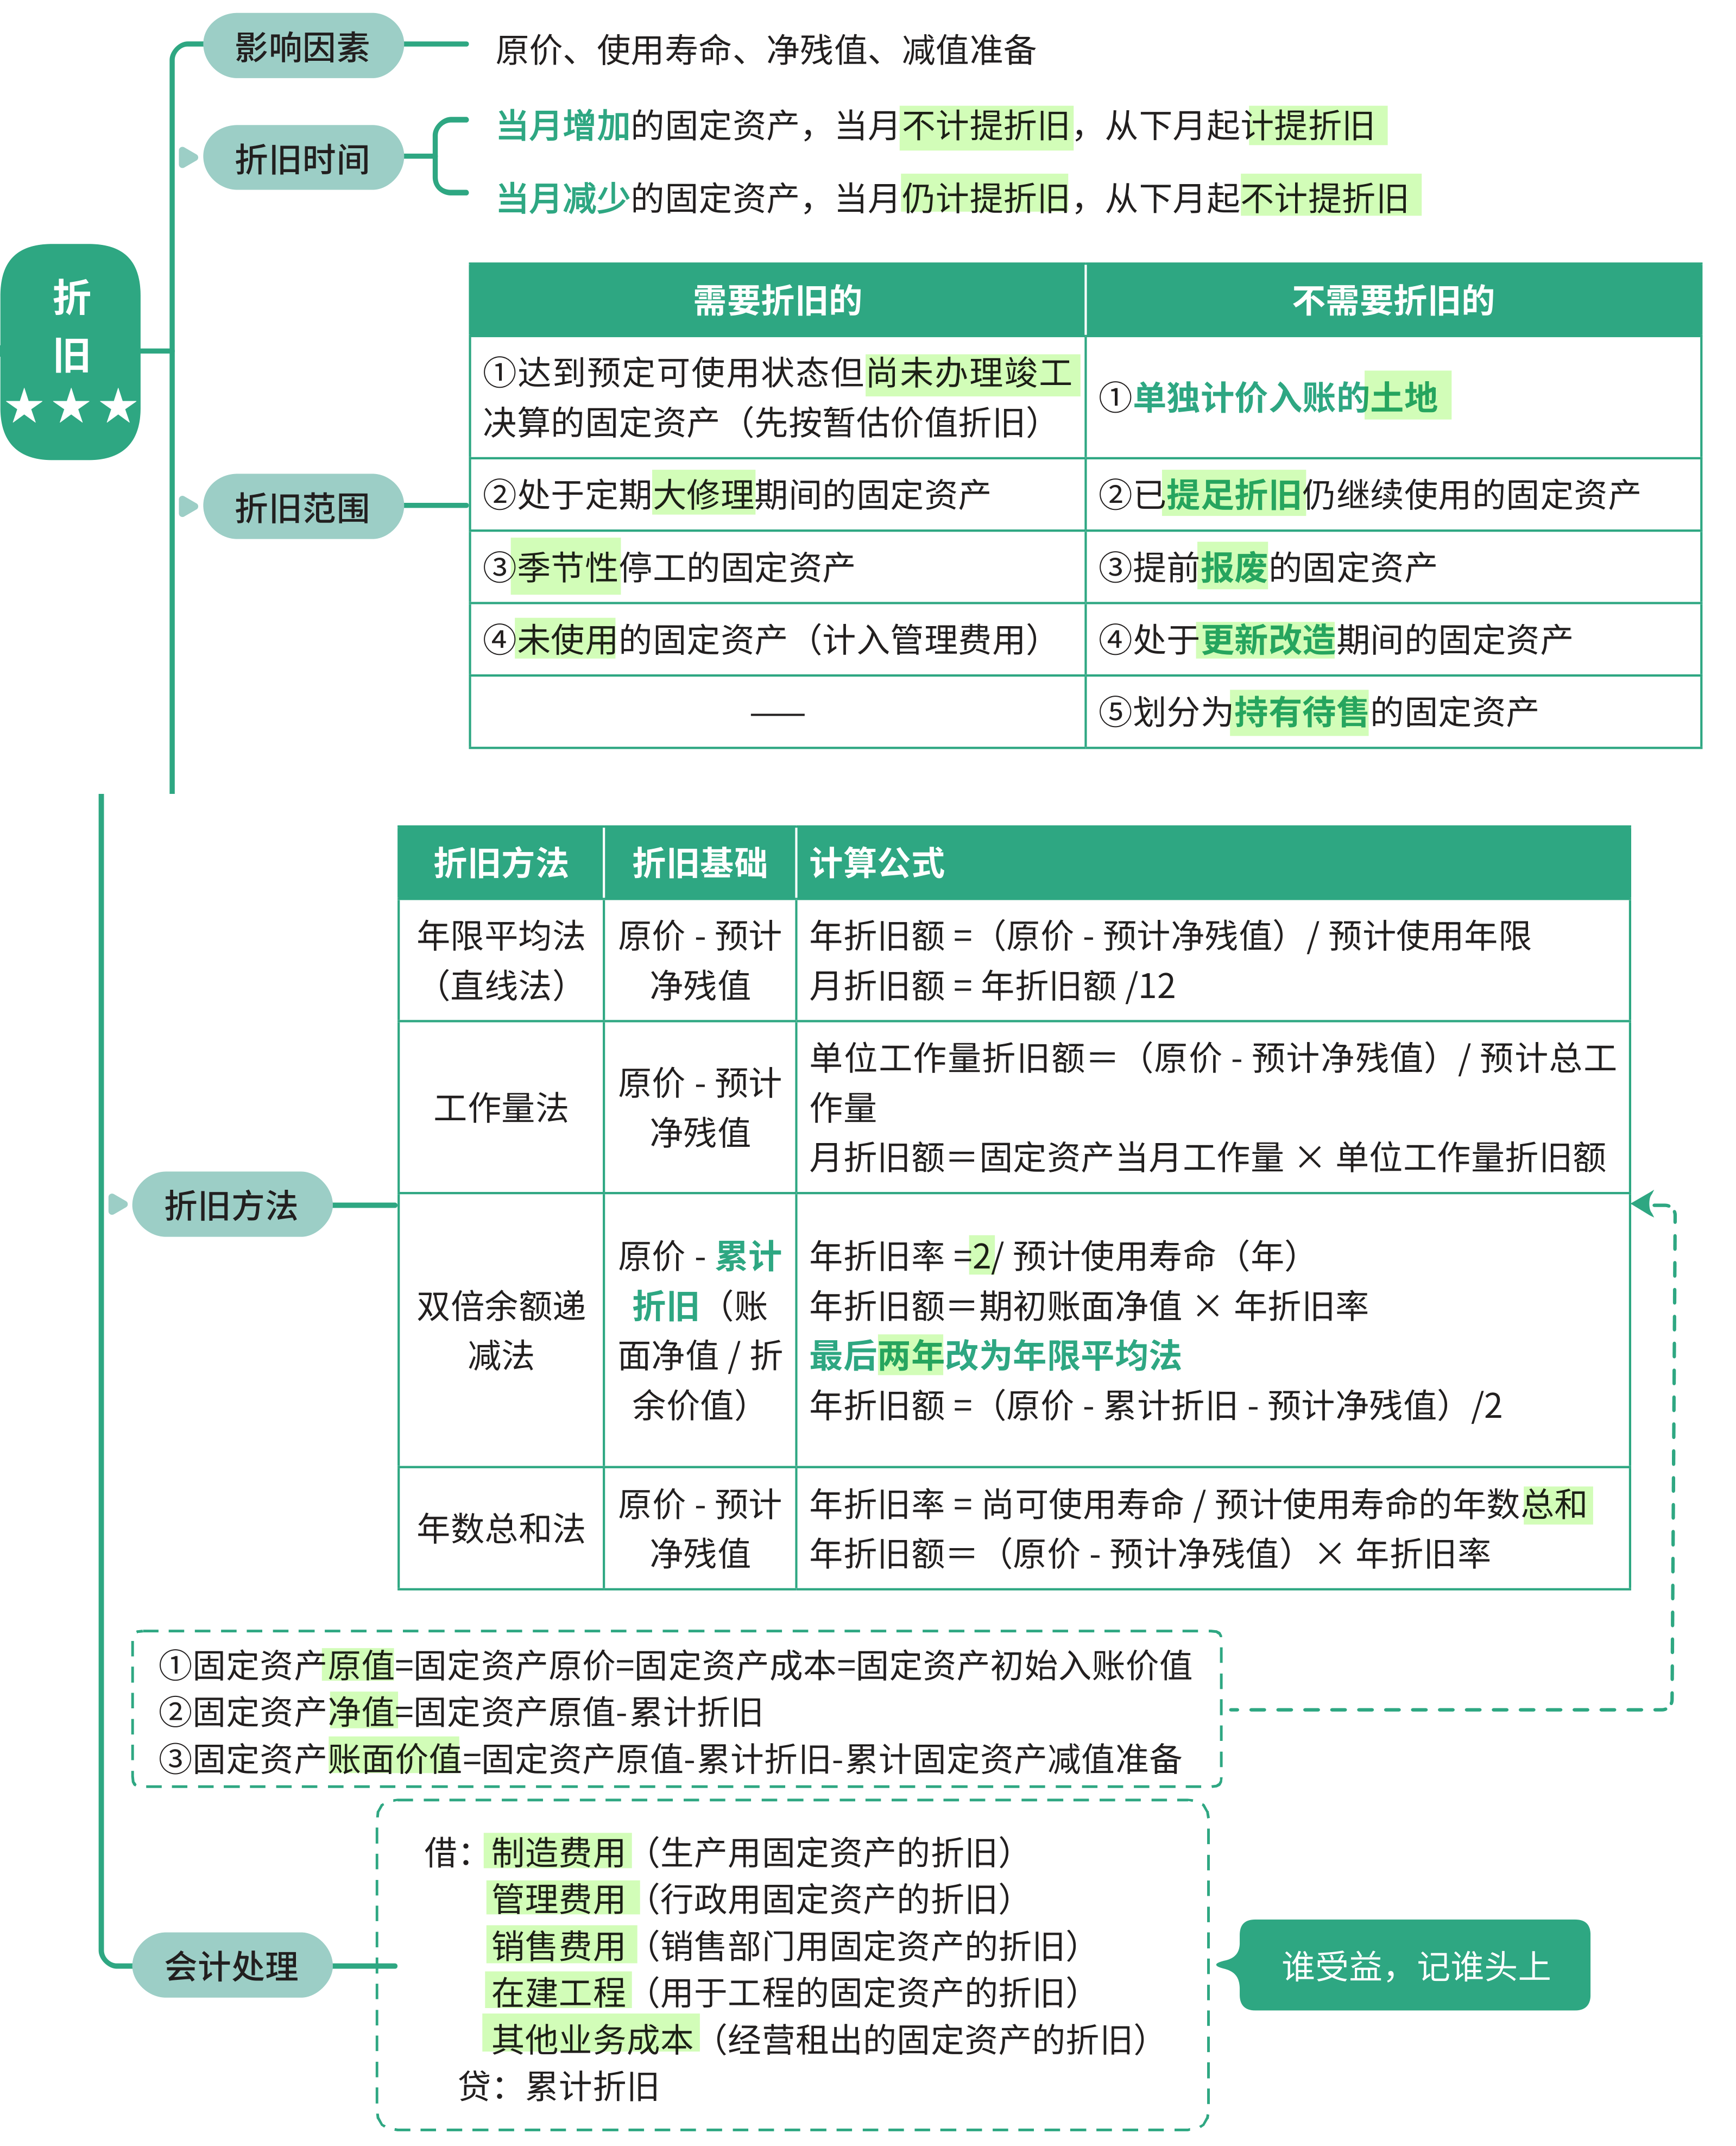 影响因素
原价、使用寿命、净残值、减值准备
折旧时间
当月增加的固定资产，当月不计提折旧，从下月起计提折旧
当月减少的固定资产，当月仍计提折旧，从下月起不计提折旧
折
旧
★★★
折旧范围
需要折旧的
不需要折旧的
①达到预定可使用状态但尚未办理竣工
决算的固定资产（先按暂估价值折旧）
①单独计价入账的土地
②处于定期大修理期间的固定资产
②已提足折旧仍继续使用的固定资产
③季节性停工的固定资产
③提前报废的固定资产
④未使用的固定资产（计入管理费用）
④处于更新改造期间的固定资产
——
⑤划分为持有待售的固定资产
折旧方法
折旧方法
折旧基础
计算公式
年限平均法
（直线法）
原价 - 预计
净残值
年折旧额 =（原价 - 预计净残值）/ 预计使用年限
月折旧额 = 年折旧额 /12
工作量法
原价 - 预计
净残值
单位工作量折旧额＝（原价 - 预计净残值）/ 预计总工
作量
月折旧额＝固定资产当月工作量 × 单位工作量折旧额
双倍余额递
减法
原价 - 累计
折旧（账
面净值 / 折
余价值）
年折旧率 =2/ 预计使用寿命（年）
年折旧额＝期初账面净值 × 年折旧率
最后两年改为年限平均法
年折旧额 =（原价 - 累计折旧 - 预计净残值）/2
年数总和法
原价 - 预计
净残值
年折旧率 = 尚可使用寿命 / 预计使用寿命的年数总和
年折旧额＝（原价 - 预计净残值）× 年折旧率
①固定资产原值=固定资产原价=固定资产成本=固定资产初始入账价值
②固定资产净值=固定资产原值-累计折旧
③固定资产账面价值=固定资产原值-累计折旧-累计固定资产减值准备
会计处理
借：制造费用（生产用固定资产的折旧）
管理费用（行政用固定资产的折旧）
销售费用（销售部门用固定资产的折旧）
在建工程（用于工程的固定资产的折旧）
其他业务成本（经营租出的固定资产的折旧）
贷：累计折旧
谁受益，记谁头上